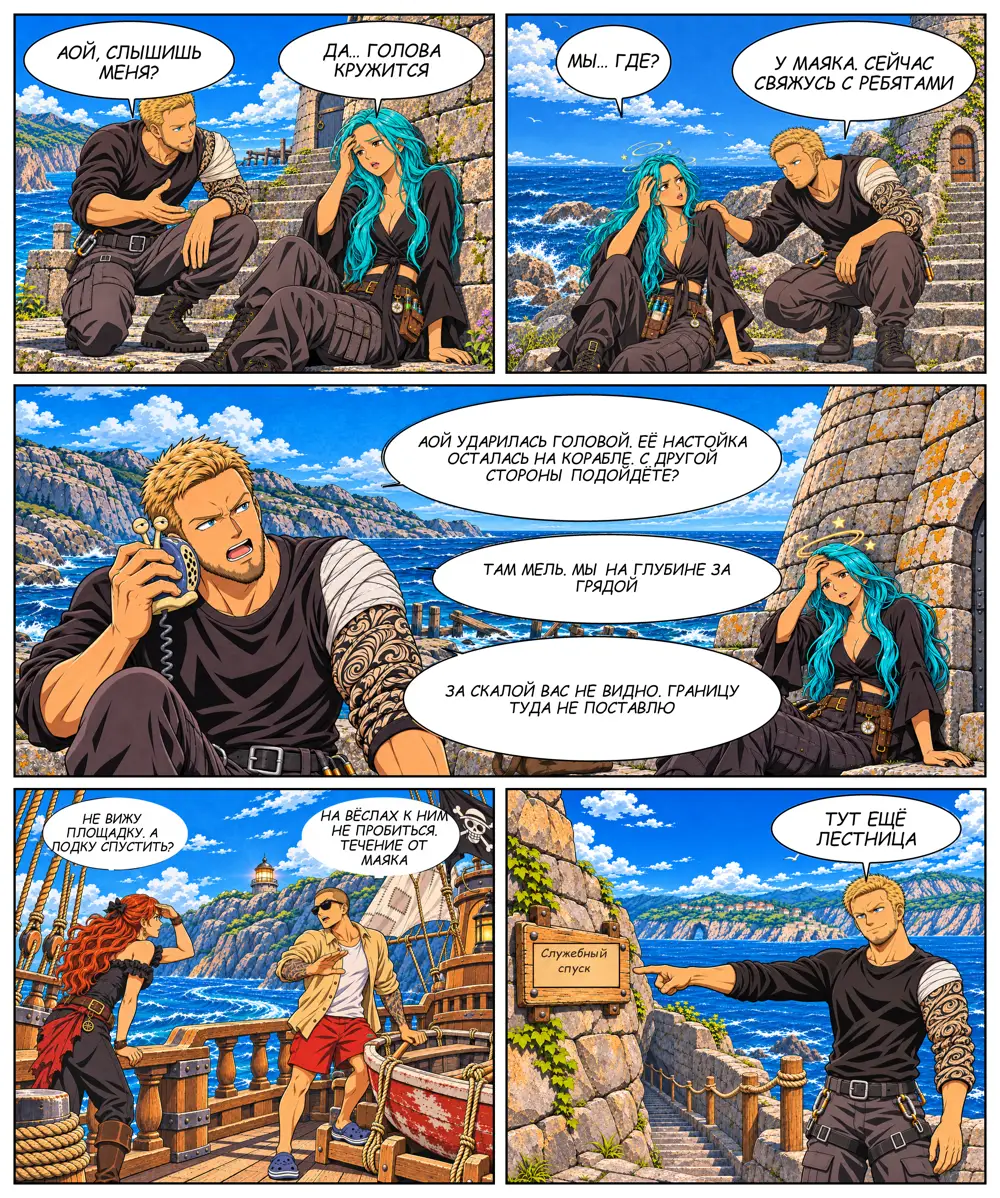 АОЙ, СЛЫШИШЬ
МЕНЯ?
ДА... ГОЛОВА
КРУЖИТСЯ
МЫ... ГДЕ?
У МАЯКА. СЕЙЧАС
СВЯЖУСЬ С РЕБЯТАМИ
АОЙ УДАРИЛАСЬ ГОЛОВОЙ. ЕЁ НАСТОЙКА
ОСТАЛАСЬ НА КОРАБЛЕ. С ДРУГОЙ
СТОРОНЫ ПОДОЙДЁТЕ?
ТАМ МЕЛЬ. МЫ НА ГЛУБИНЕ ЗА
ГРЯДОЙ
ЗА СКАЛОЙ ВАС НЕ ВИДНО. ГРАНИЦУ
ТУДА НЕ ПОСТАВЛЮ
НЕ ВИЖУ
ПЛОЩАДКУ. А
ЛОДКУ СПУСТИТЬ?
НА ВЁСЛАХ К НИМ
НЕ ПРОБИТЬСЯ.
ТЕЧЕНИЕ ОТ
МАЯКА
ТУТ ЕЩЁ
ЛЕСТНИЦА
Служебный
спуск